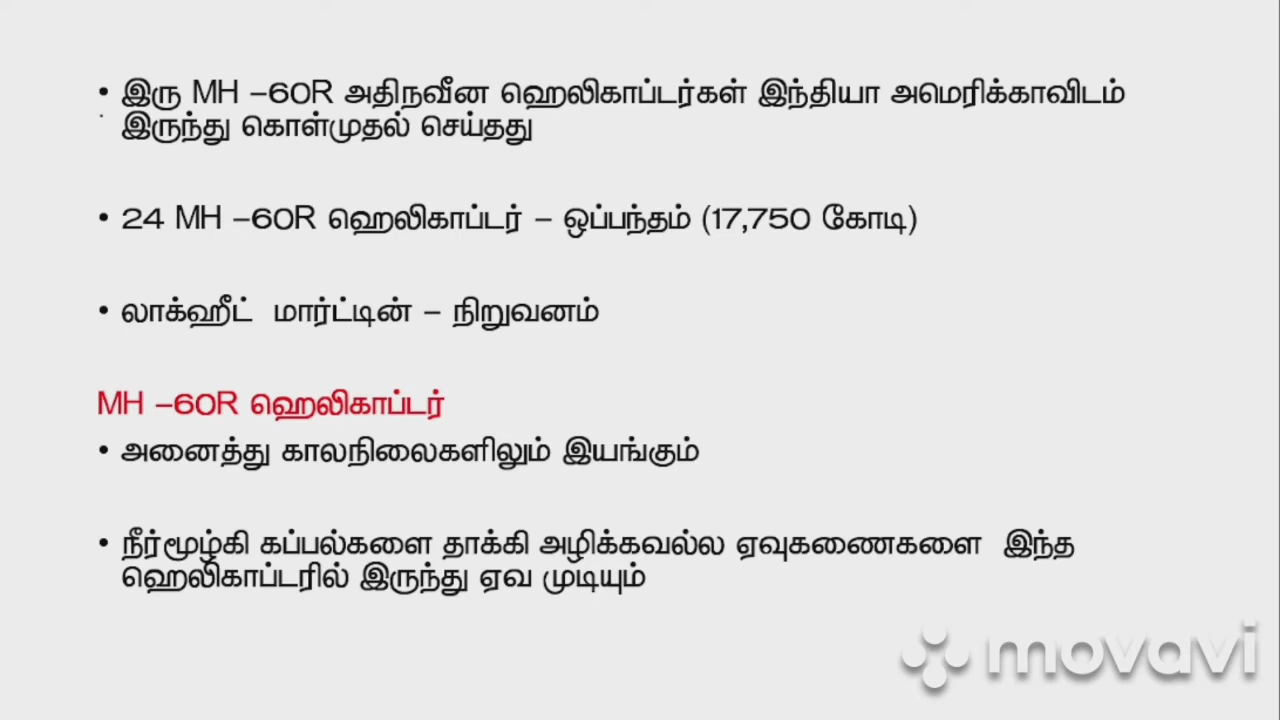 • இரு MH –60R அதிநவீன ஹெலிகாப்டர்கள் இந்தியா அமெரிக்காவிடம்
இருந்து கொள்முதல் செய்தது
• 24 MH –60R ஹெலிகாப்டர் – ஒப்பந்தம் (17,750 கோடி)
• லாக்ஹீட் மார்ட்டின் – நிறுவனம்
MH –60R ஹெலிகாப்டர்
• அனைத்து காலநிலைகளிலும் இயங்கும்
• நீர்மூழ்கி கப்பல்களை தாக்கி அழிக்கவல்ல ஏவுகணைகளை இந்த
ஹெலிகாப்டரில் இருந்து ஏவ முடியும்
movavi